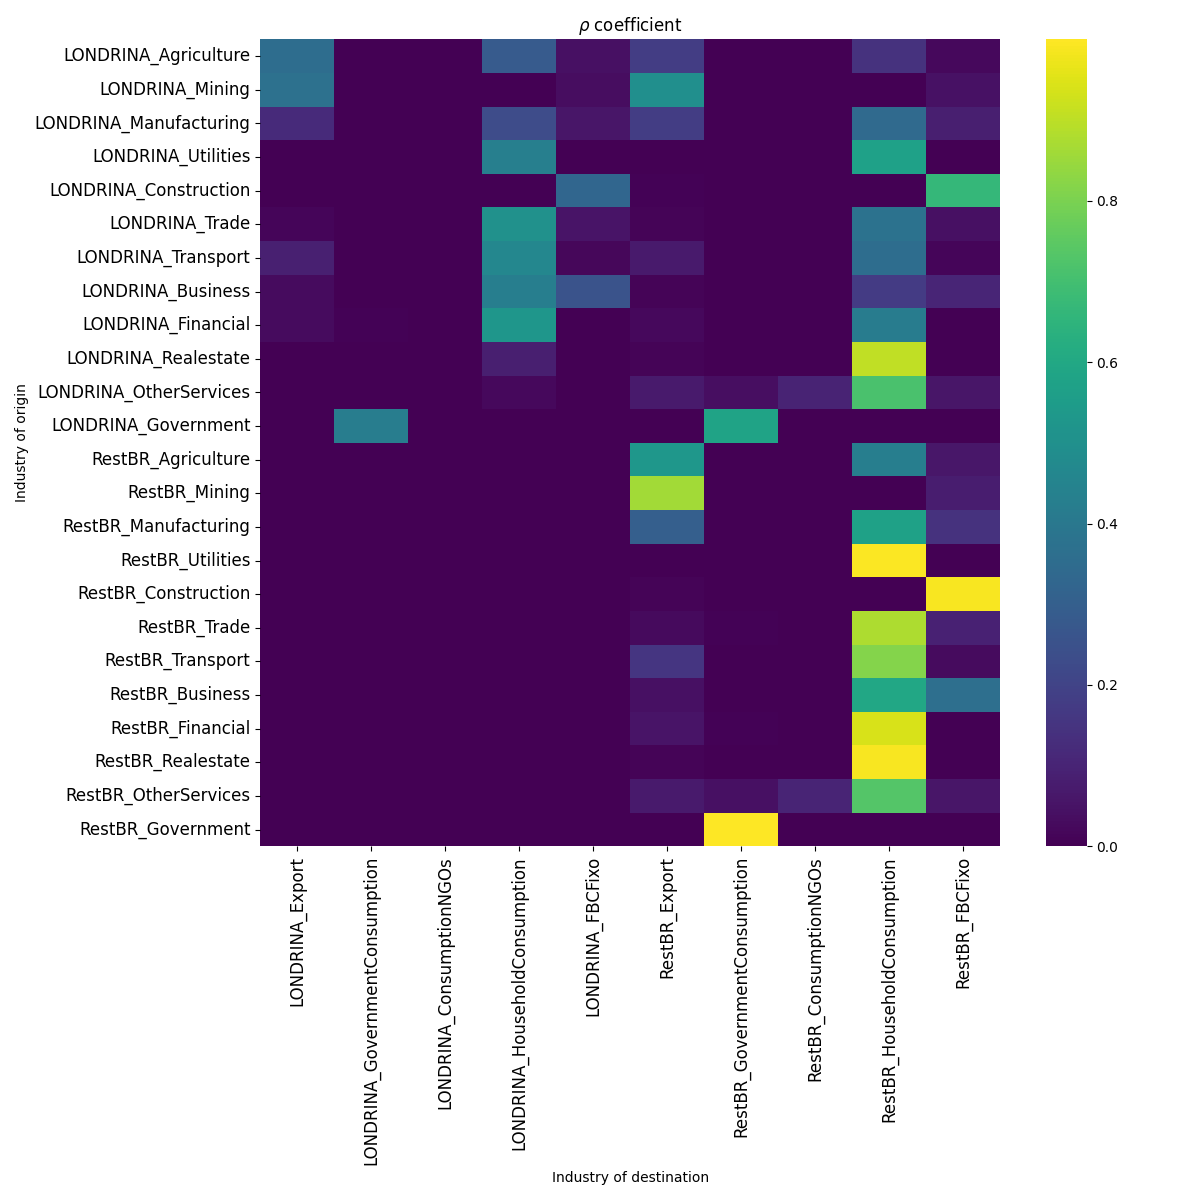 ρ coefficient
LONDRINA_Agriculture
LONDRINA_Mining
LONDRINA_Manufacturing
LONDRINA_Utilities
LONDRINA_Construction
LONDRINA_Trade
LONDRINA_Transport
LONDRINA_Business
LONDRINA_Financial
LONDRINA_Realestate
LONDRINA_OtherServices
LONDRINA_Government
RestBR_Agriculture
RestBR_Mining
RestBR_Manufacturing
RestBR_Utilities
RestBR_Construction
RestBR_Trade
RestBR_Transport
RestBR_Business
RestBR_Financial
RestBR_Realestate
RestBR_OtherServices
RestBR_Government
Industry of origin
0.8
0.6
0.4
0.2
0.0
LONDRINA_Export
LONDRINA_GovernmentConsumption
LONDRINA_ConsumptionNGOs
LONDRINA_HouseholdConsumption
LONDRINA_FBCFixo
RestBR_Export
RestBR_GovernmentConsumption
RestBR_ConsumptionNGOs
RestBR_HouseholdConsumption
RestBR_FBCFixo
Industry of destination